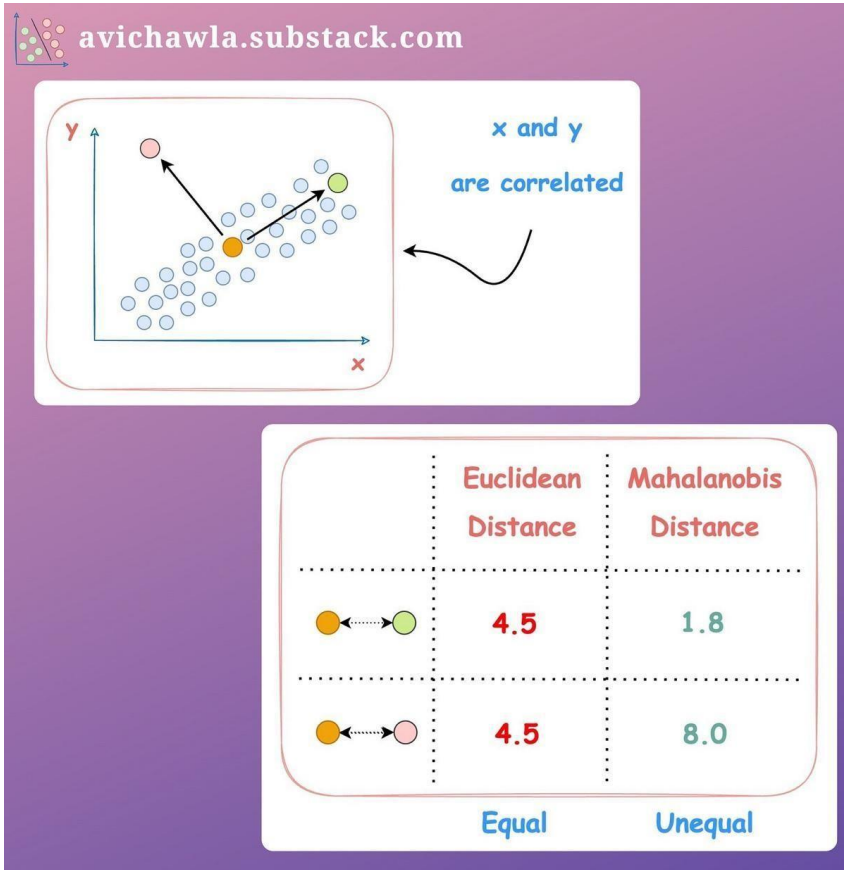 avichawla.substack.com
y
x
x and y
are correlated
Euclidean Distance
Mahalanobis Distance
4.5
1.8
4.5
8.0
Equal
Unequal